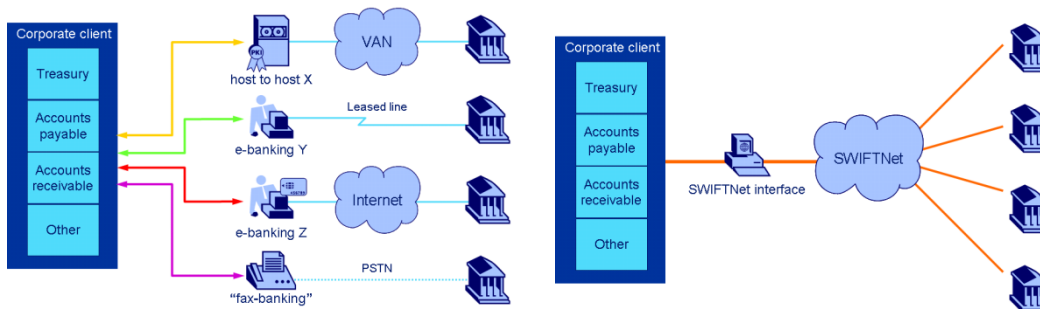 Corporate client
Treasury
Accounts
payable
Accounts
receivable
Other
PKI
host to host X
VAN
e-banking Y
Leased line
e-banking Z
Internet
"fax-banking"
PSTN
Corporate client
Treasury
Accounts
payable
Accounts
receivable
Other
SWIFTNet interface
SWIFTNet